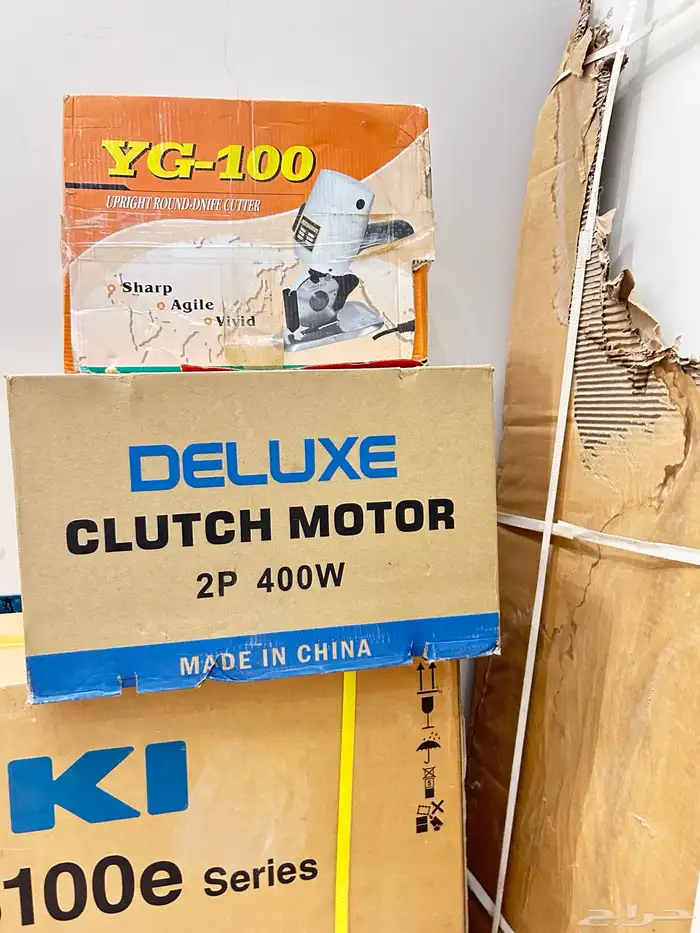 YG-100
UPRIGHT ROUND-DNIFE CUTTER
Sharp
Agile
Vivid
DELUXE
CLUTCH MOTOR
2P 400W
MADE IN CHINA
KI
100e Series
5
حراج